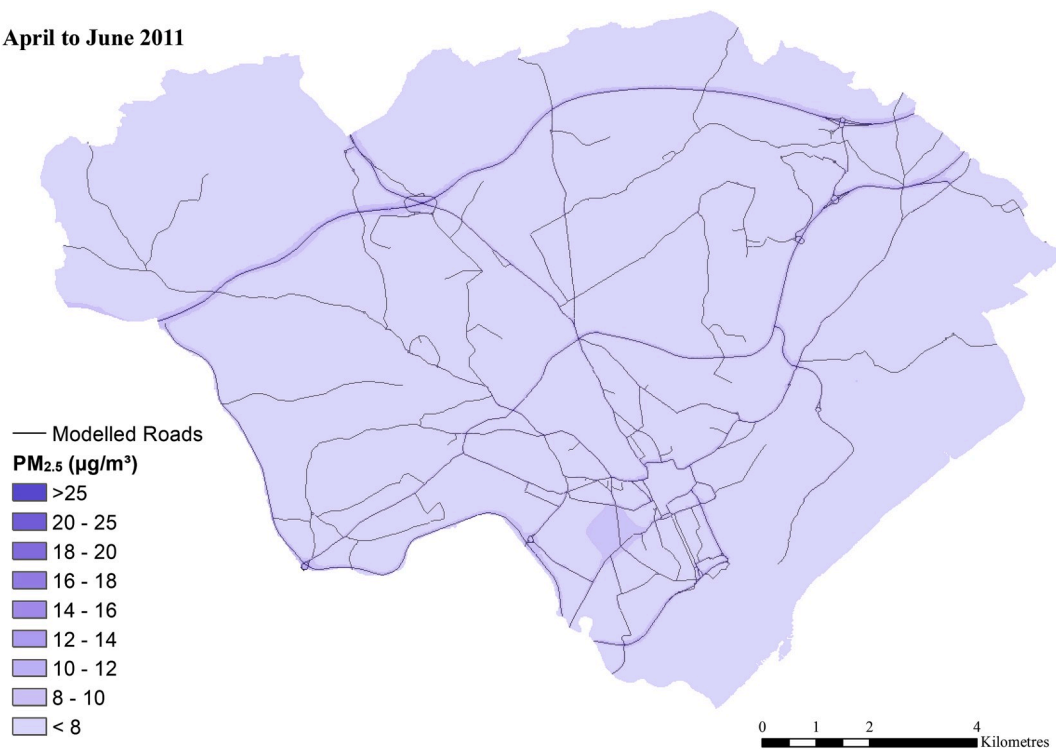 April to June 2011
Modelled Roads
PM₂.₅ (µg/m³)
>25
20 - 25
18 - 20
16 - 18
14 - 16
12 - 14
10 - 12
8 - 10
< 8
0 1 2 4
Kilometres